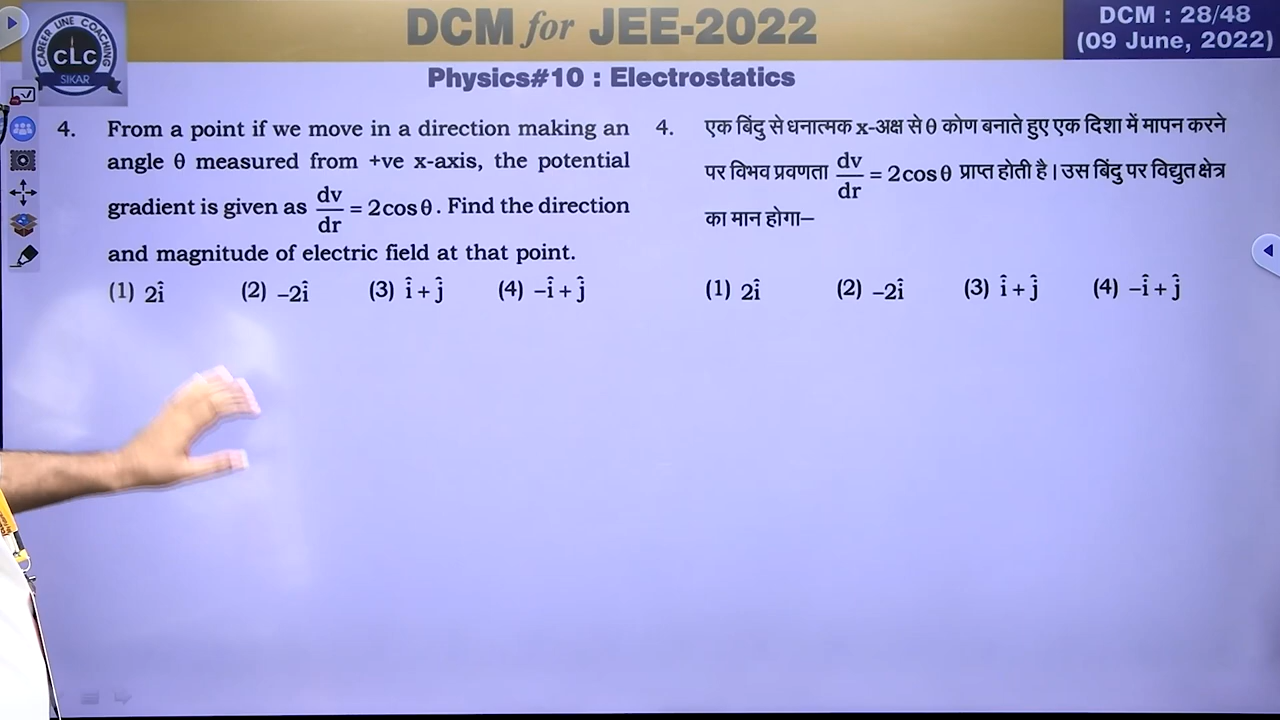 DCM for JEE-2022
DCM : 28/48
(09 June, 2022)
CAREER LINE COACHING
CLC
SIKAR
Physics#10 : Electrostatics
4. From a point if we move in a direction making an
angle θ measured from +ve x-axis, the potential
gradient is given as dv/dr = 2cosθ. Find the direction
and magnitude of electric field at that point.
(1) 2î (2) –2î (3) î + ĵ (4) –î + ĵ
4. एक बिंदु से धनात्मक x-अक्ष से θ कोण बनाते हुए एक दिशा में मापन करने
पर विभव प्रवणता dv/dr = 2cosθ प्राप्त होती है। उस बिंदु पर विद्युत क्षेत्र
का मान होगा–
(1) 2î (2) –2î (3) î + ĵ (4) –î + ĵ